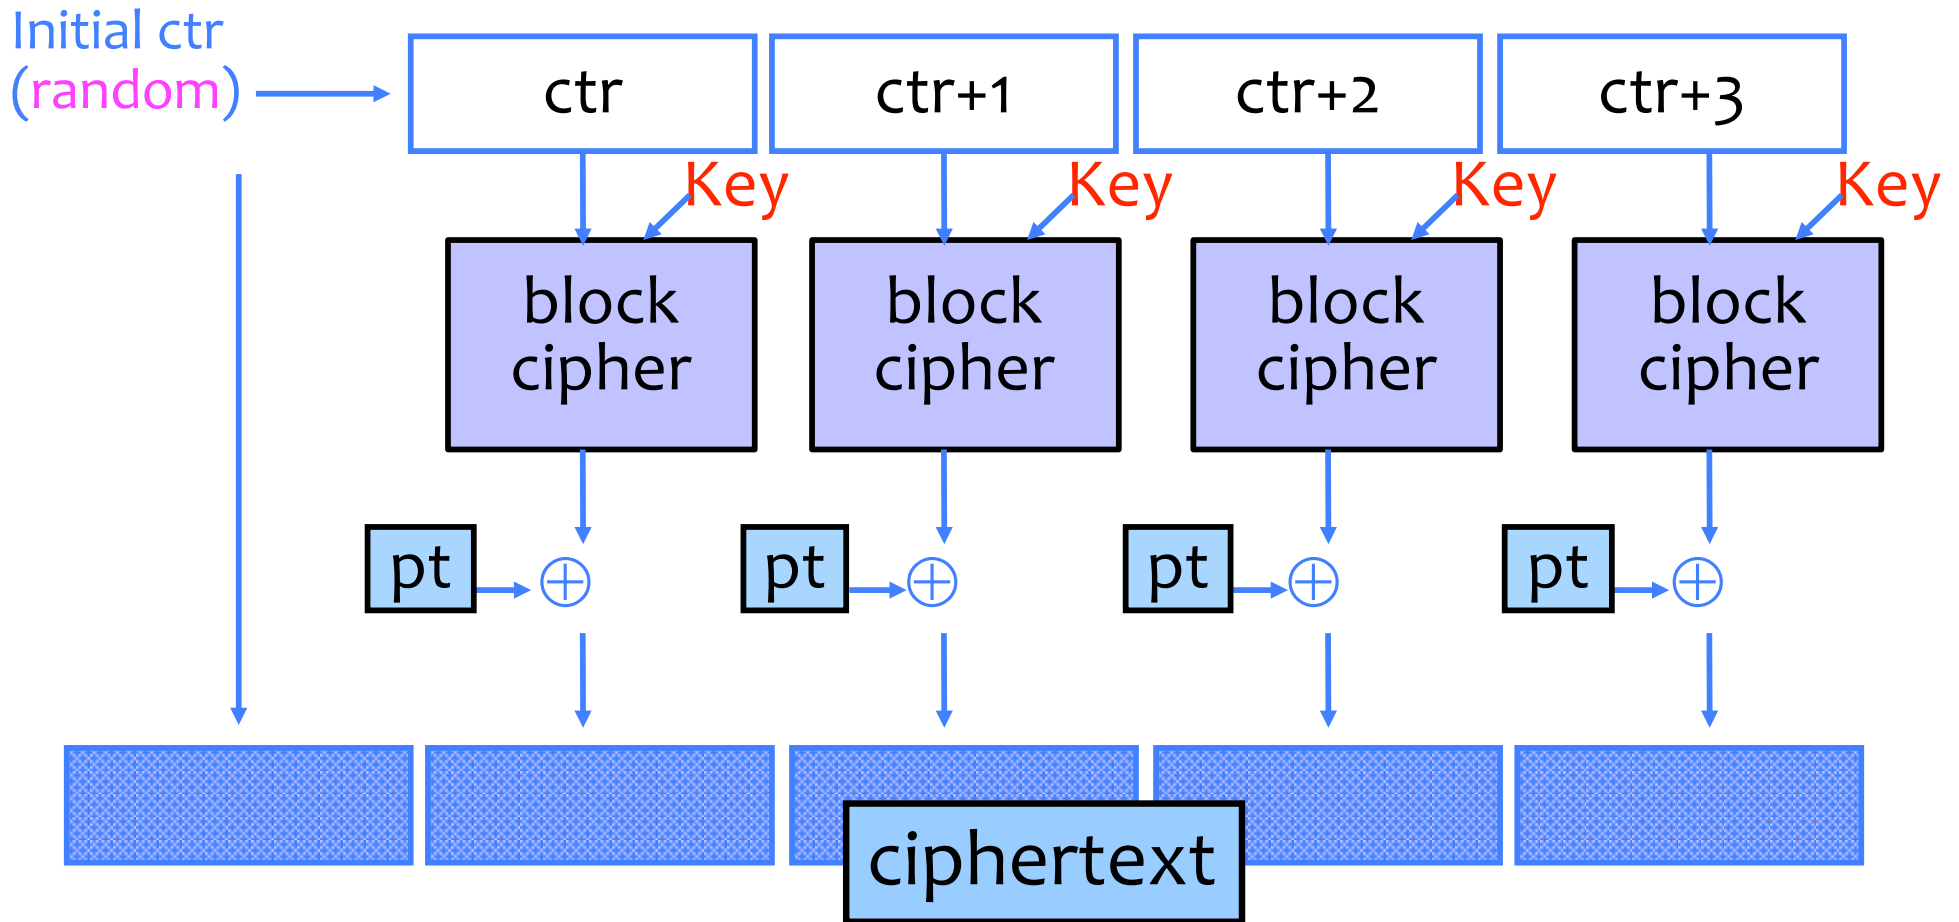 Initial ctr
(random)
ctr
ctr+1
ctr+2
ctr+3
Key
Key
Key
Key
block
cipher
block
cipher
block
cipher
block
cipher
pt
pt
pt
pt
ciphertext